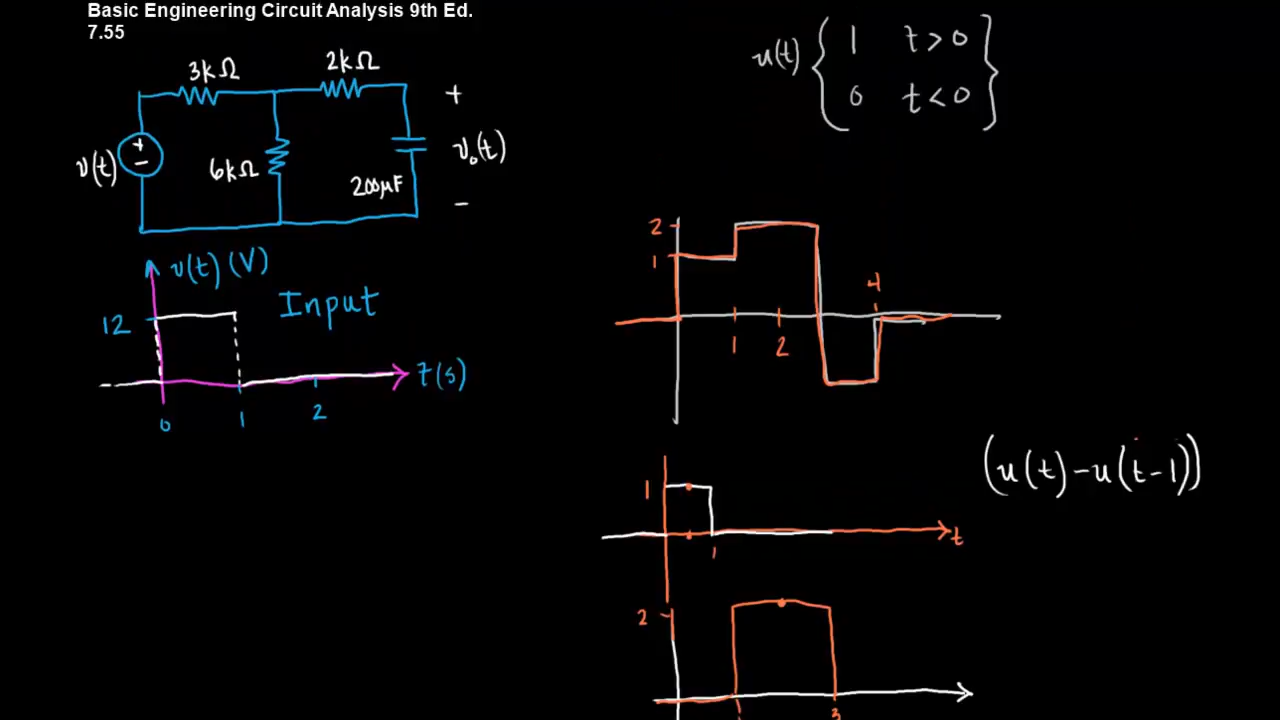 Basic Engineering Circuit Analysis 9th Ed.
7.55
3kΩ
2kΩ
v(t)
+
-
6kΩ
200μF
+
v₀(t)
-
v(t) (V)
12
Input
t(s)
0
1
2
u(t) { 1 t > 0
0 t < 0 }
2
1
1
2
4
1
1
t
(u(t) - u(t-1))
2
1
3